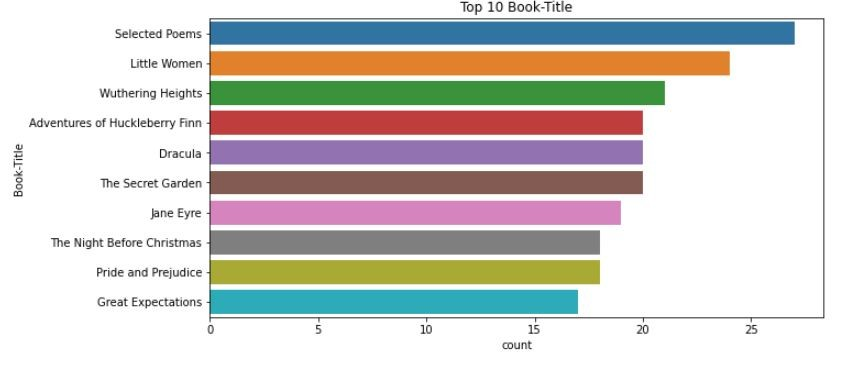 Top 10 Book-Title
Selected Poems
Little Women
Wuthering Heights
Adventures of Huckleberry Finn
Dracula
The Secret Garden
Jane Eyre
The Night Before Christmas
Pride and Prejudice
Great Expectations
Book-Title
0 5 10 15 20 25
count